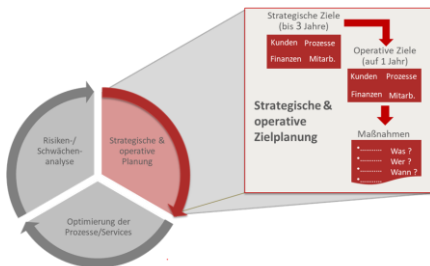 Strategische Ziele
(bis 3 Jahre)
Kunden Prozesse
Finanzen Mitarb.
Operative Ziele
(auf 1 Jahr)
Kunden Prozesse
Finanzen Mitarb.
Strategische &
operative
Zielplanung
Maßnahmen
•......... Was ?
•......... Wer ?
•......... Wann ?
•.........
Risiken-/
Schwächen-
analyse
Strategische &
operative
Planung
Optimierung der
Prozesse/Services